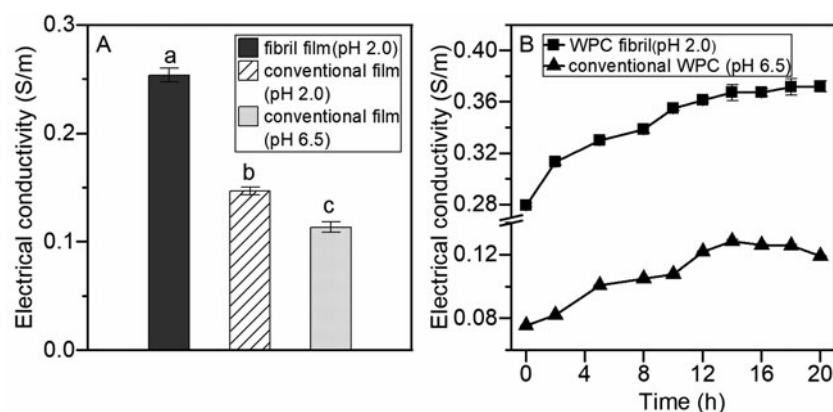 A
a
b
c
fibril film(pH 2.0)
conventional film
(pH 2.0)
conventional film
(pH 6.5)
Electrical conductivity (S/m)
0.3
0.2
0.1
0.0
B
WPC fibril(pH 2.0)
conventional WPC (pH 6.5)
Electrical conductivity (S/m)
0.40
0.36
0.32
0.28
0.12
0.08
0 4 8 12 16 20
Time (h)